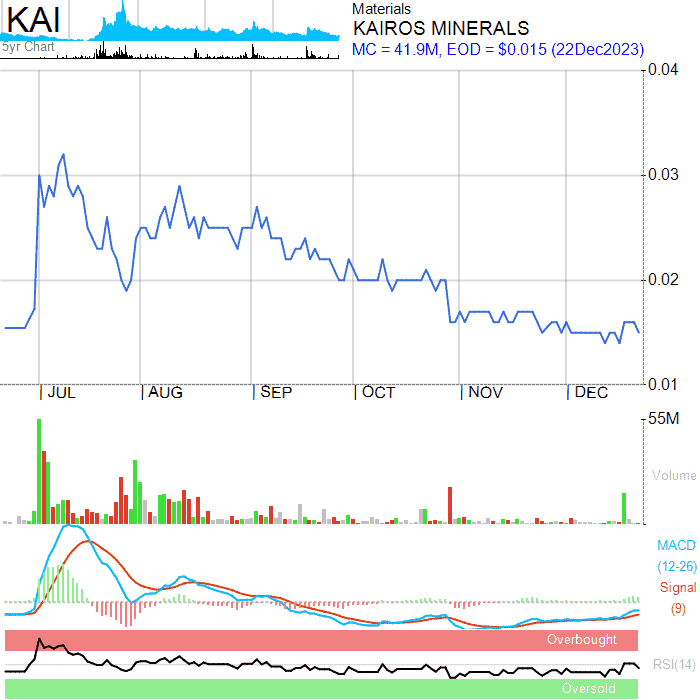 KAI
5yr Chart
Materials
KAIROS MINERALS
MC = 41.9M, EOD = $0.015 (22Dec2023)
0.04
0.03
0.02
0.01
JUL AUG SEP OCT NOV DEC
55M
Volume
MACD
(12-26)
Signal
(9)
Overbought
RSI(14)
Oversold